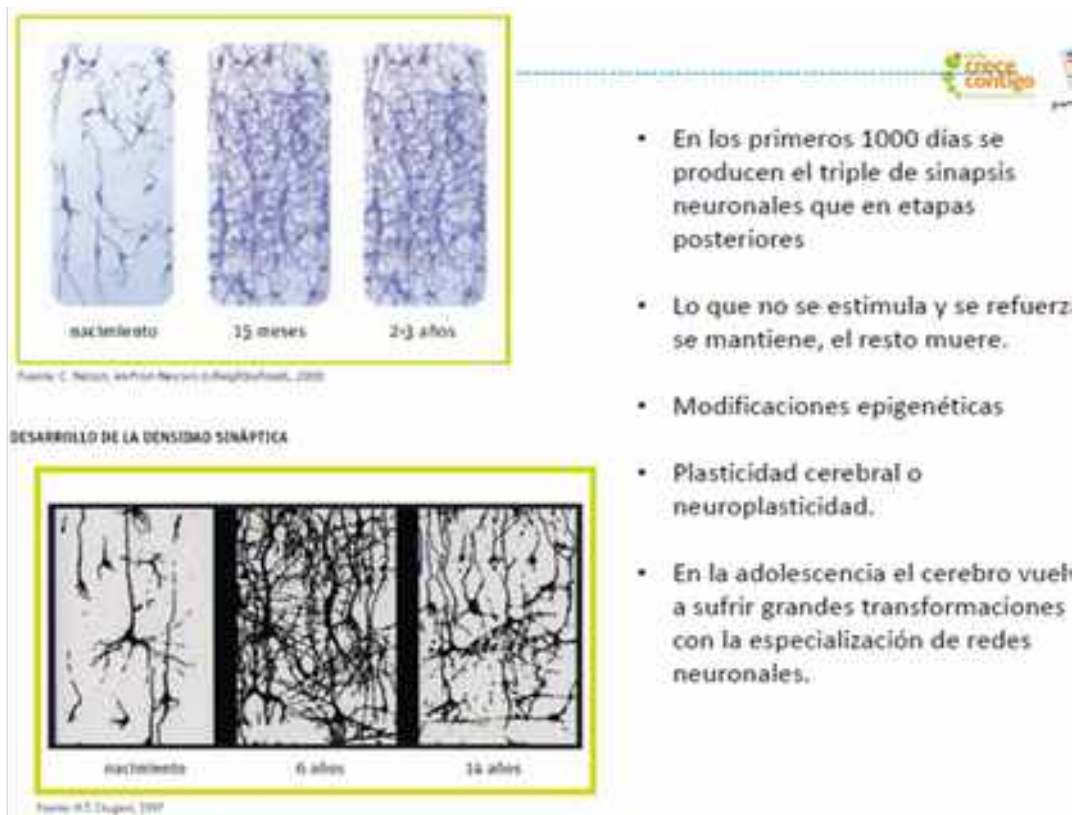 nacimiento
15 meses
2-3 años
DESARROLLO DE LA DENSIDAD SINÁPTICA
nacimiento
6 años
14 años
crece
contigo
• En los primeros 1000 días se
producen el triple de sinapsis
neuronales que en etapas
posteriores
• Lo que no se estimula y se refuerza
se mantiene, el resto muere.
• Modificaciones epigenéticas
• Plasticidad cerebral o
neuroplasticidad.
• En la adolescencia el cerebro vuelv
a sufrir grandes transformaciones
con la especialización de redes
neuronales.